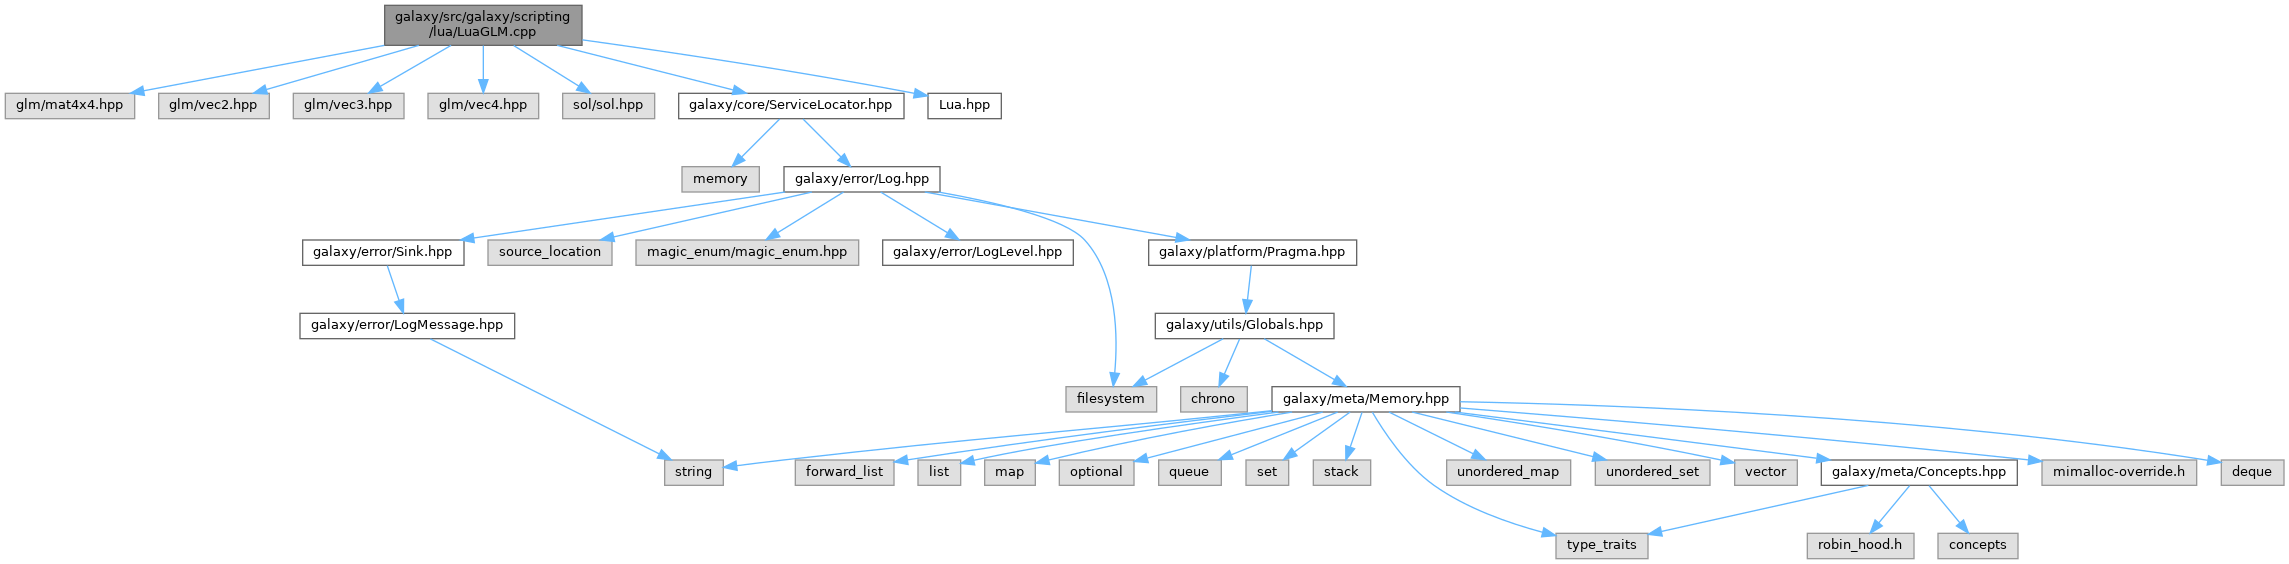 galaxy/src/galaxy/scripting
/lua/LuaGLM.cpp
glm/mat4x4.hpp
glm/vec2.hpp
glm/vec3.hpp
glm/vec4.hpp
sol/sol.hpp
galaxy/core/ServiceLocator.hpp
Lua.hpp
memory
galaxy/error/Log.hpp
galaxy/error/Sink.hpp
source_location
magic_enum/magic_enum.hpp
galaxy/error/LogLevel.hpp
galaxy/platform/Pragma.hpp
galaxy/error/LogMessage.hpp
galaxy/utils/Globals.hpp
filesystem
chrono
galaxy/meta/Memory.hpp
string
forward_list
list
map
optional
queue
set
stack
unordered_map
unordered_set
vector
galaxy/meta/Concepts.hpp
mimalloc-override.h
deque
type_traits
robin_hood.h
concepts